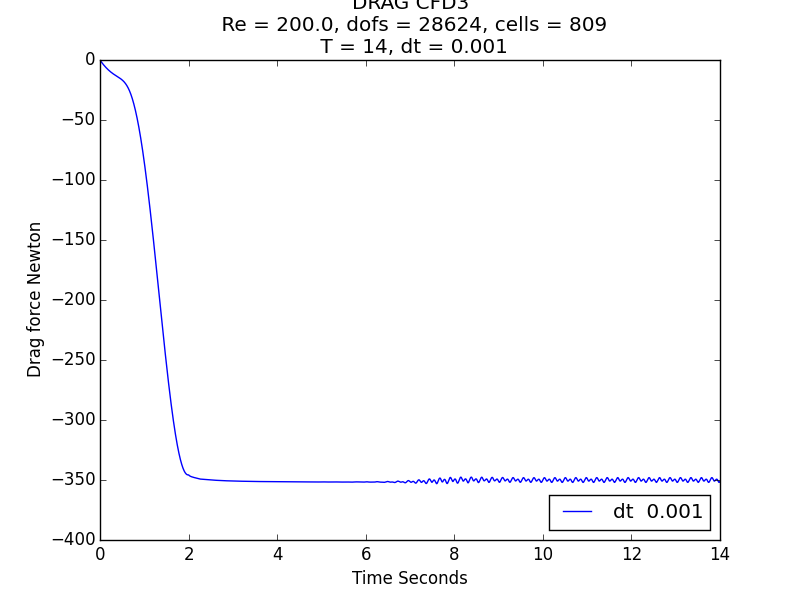 DRAG CFD3
Re = 200.0, dofs = 28624, cells = 809
T = 14, dt = 0.001
0
−50
−100
−150
−200
−250
−300
−350
−400
Drag force Newton
dt 0.001
0 2 4 6 8 10 12 14
Time Seconds